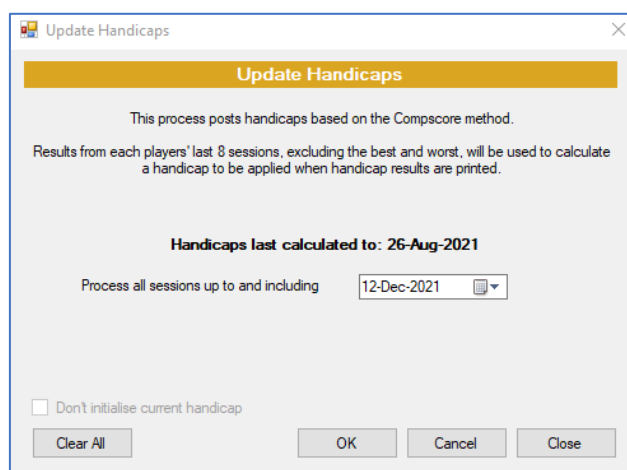 Update Handicaps
Update Handicaps
This process posts handicaps based on the Compscore method.
Results from each players' last 8 sessions, excluding the best and worst, will be used to calculate
a handicap to be applied when handicap results are printed.
Handicaps last calculated to: 26-Aug-2021
Process all sessions up to and including 12-Dec-2021
Don't initialise current handicap
Clear All OK Cancel Close